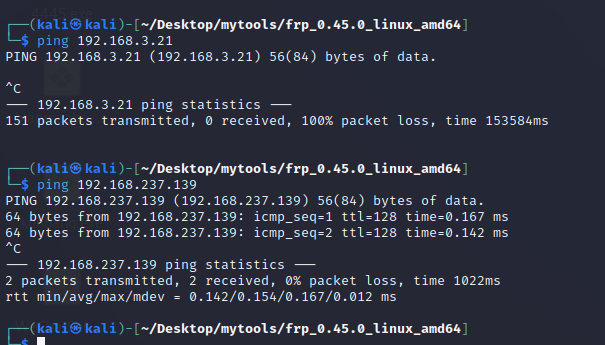 ┌──(kali㉿kali)-[~/Desktop/mytools/frp_0.45.0_linux_amd64]
└─$ ping 192.168.3.21
PING 192.168.3.21 (192.168.3.21) 56(84) bytes of data.
^C
--- 192.168.3.21 ping statistics ---
151 packets transmitted, 0 received, 100% packet loss, time 153584ms
┌──(kali㉿kali)-[~/Desktop/mytools/frp_0.45.0_linux_amd64]
└─$ ping 192.168.237.139
PING 192.168.237.139 (192.168.237.139) 56(84) bytes of data.
64 bytes from 192.168.237.139: icmp_seq=1 ttl=128 time=0.167 ms
64 bytes from 192.168.237.139: icmp_seq=2 ttl=128 time=0.142 ms
^C
--- 192.168.237.139 ping statistics ---
2 packets transmitted, 2 received, 0% packet loss, time 1022ms
rtt min/avg/max/mdev = 0.142/0.154/0.167/0.012 ms
┌──(kali㉿kali)-[~/Desktop/mytools/frp_0.45.0_linux_amd64]
└─$